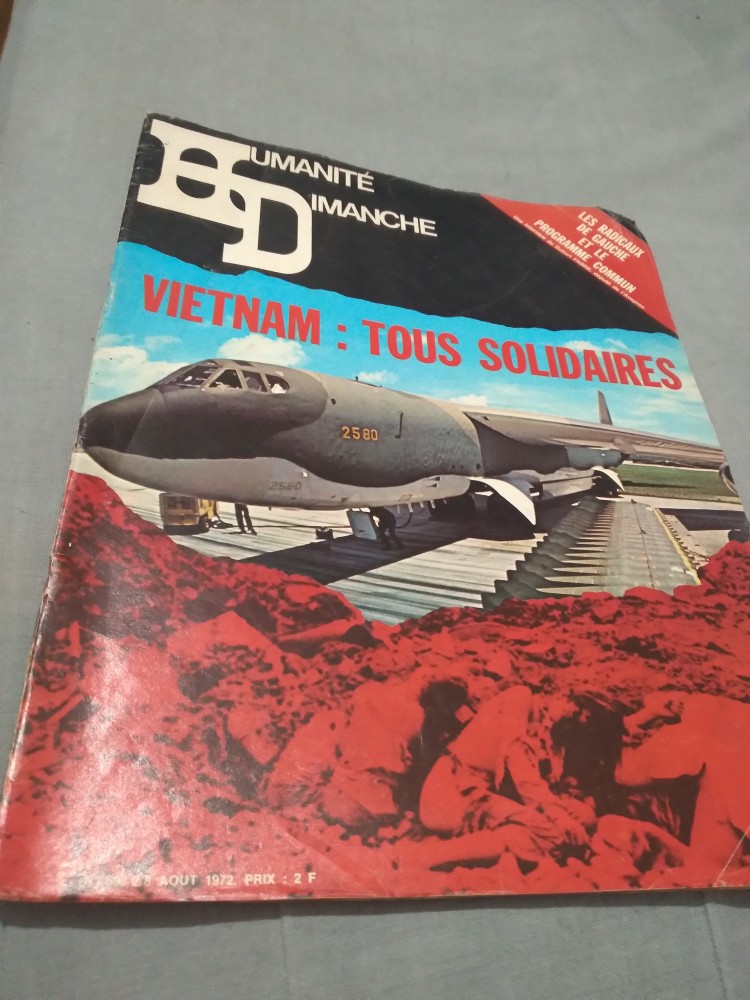 HUMANITÉ
DIMANCHE
LES RADICAUX
DE GAUCHE
ET LE
PROGRAMME COMMUN
VIETNAM : TOUS SOLIDAIRES
2580
2580
AOUT 1972. PRIX : 2 F